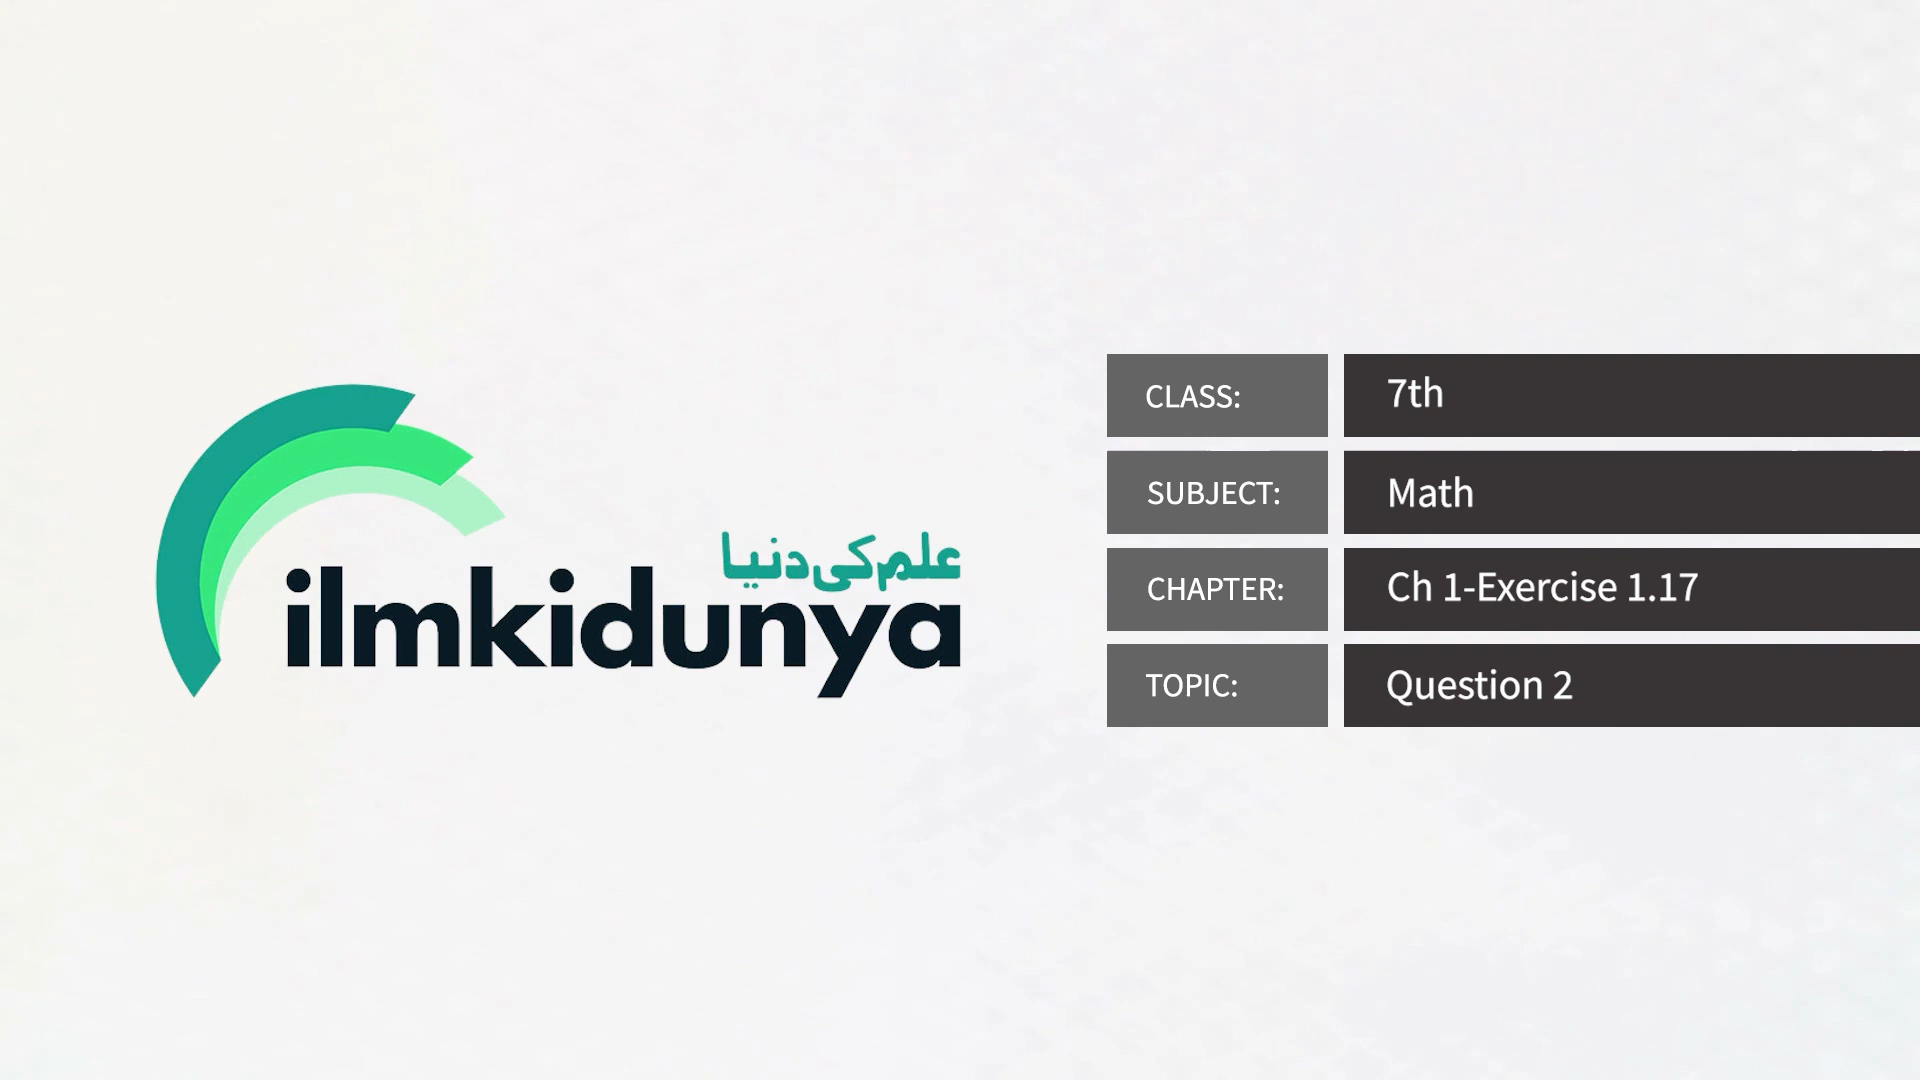 علم کی دنیا
ilmkidunya
CLASS: 7th
SUBJECT: Math
CHAPTER: Ch 1-Exercise 1.17
TOPIC: Question 2